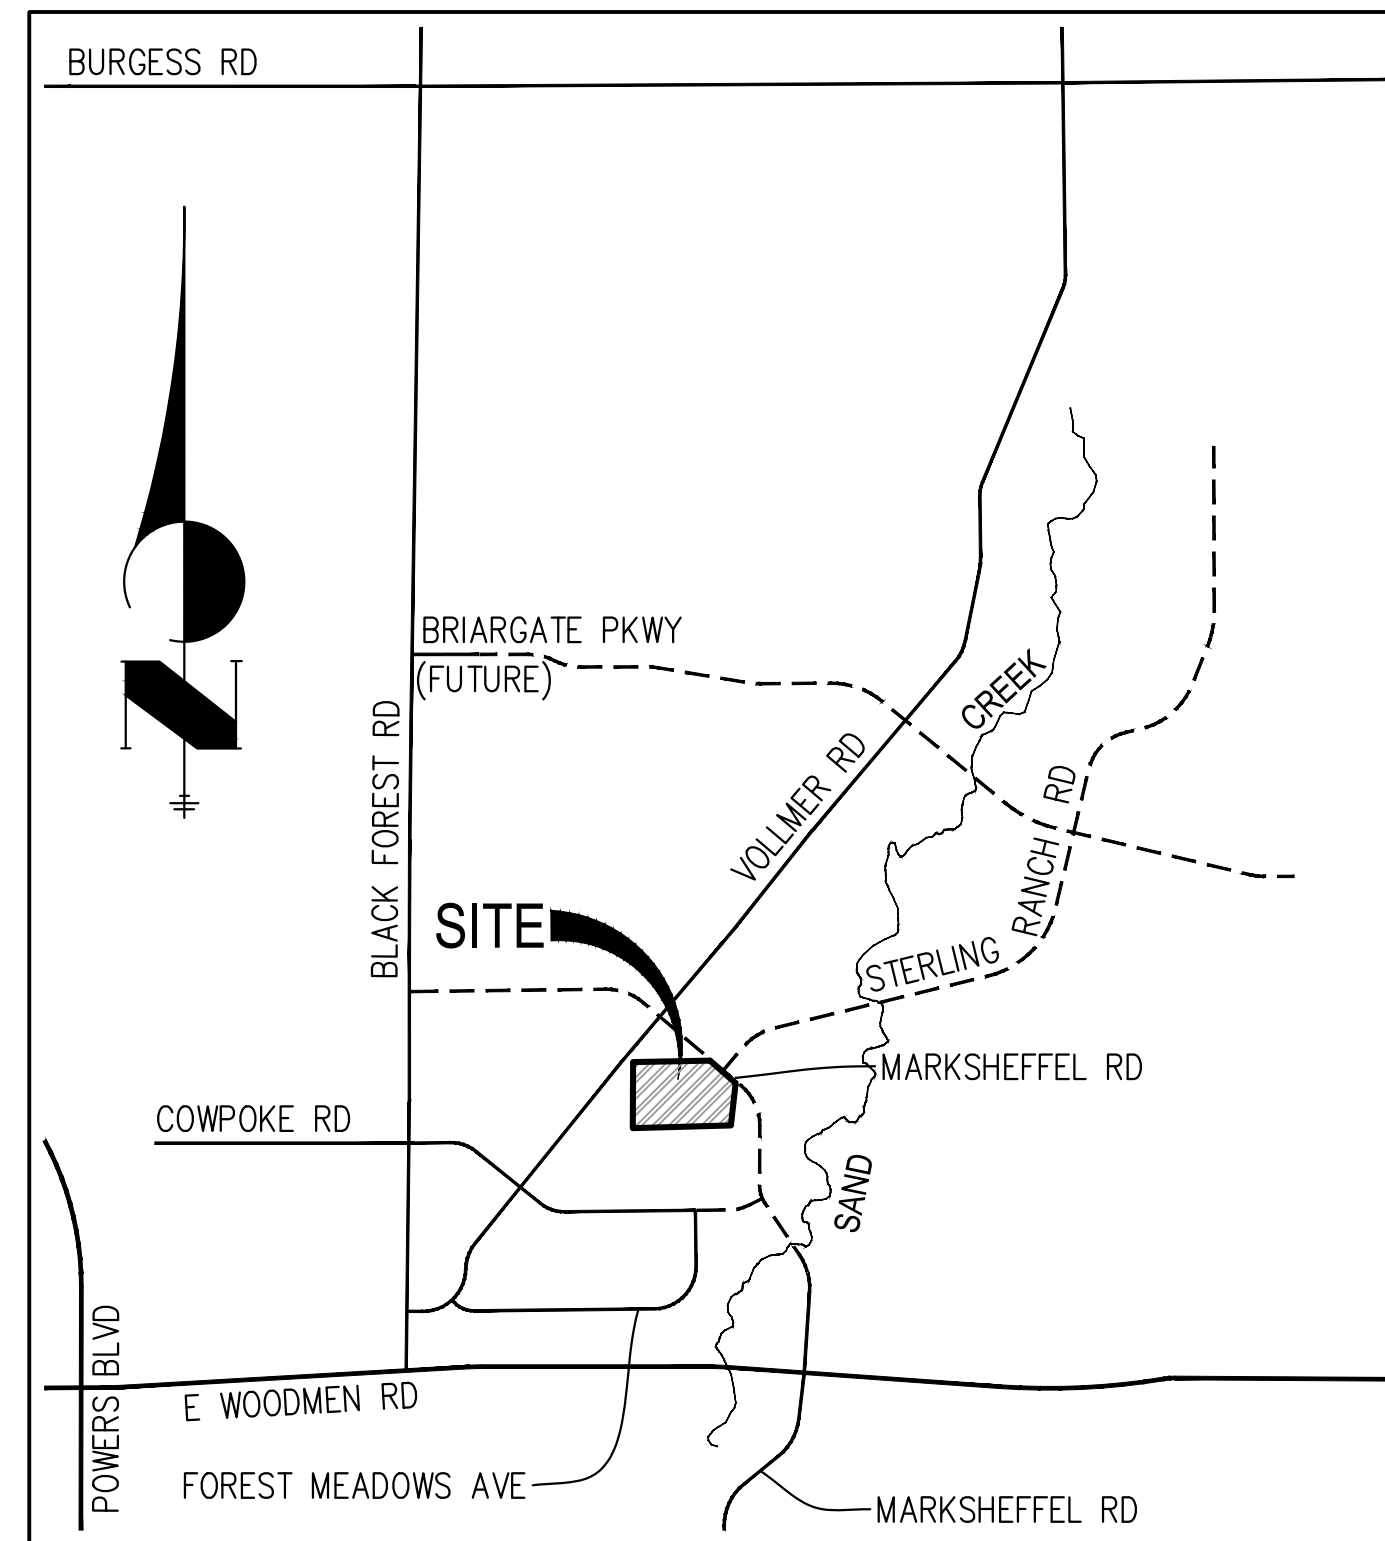 BURGESS RD
N
BRIARGATE PKWY
(FUTURE)
CREEK
BLACK FOREST RD
VOLLMER RD
RANCH RD
SITE
STERLING
MARKSHEFFEL RD
COWPOKE RD
SAND
POWERS BLVD
E WOODMEN RD
FOREST MEADOWS AVE
MARKSHEFFEL RD